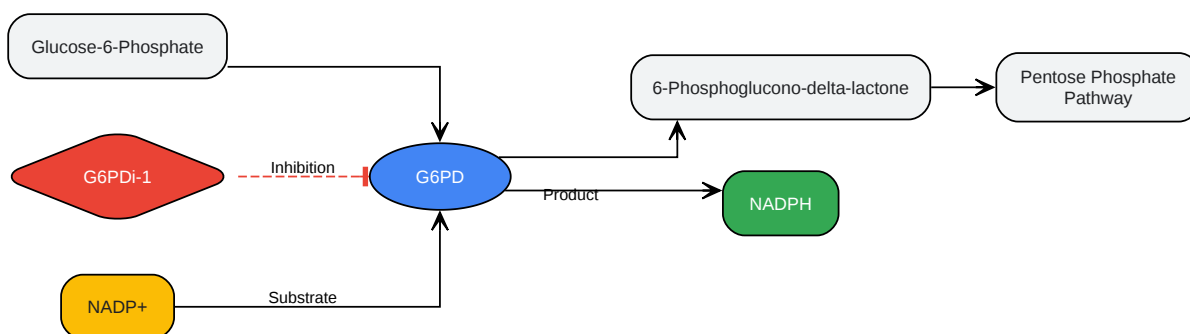 Glucose-6-Phosphate
6-Phosphoglucono-delta-lactone
Pentose Phosphate
Pathway
G6PDi-1
Inhibition
G6PD
Product
NADPH
NADP+
Substrate